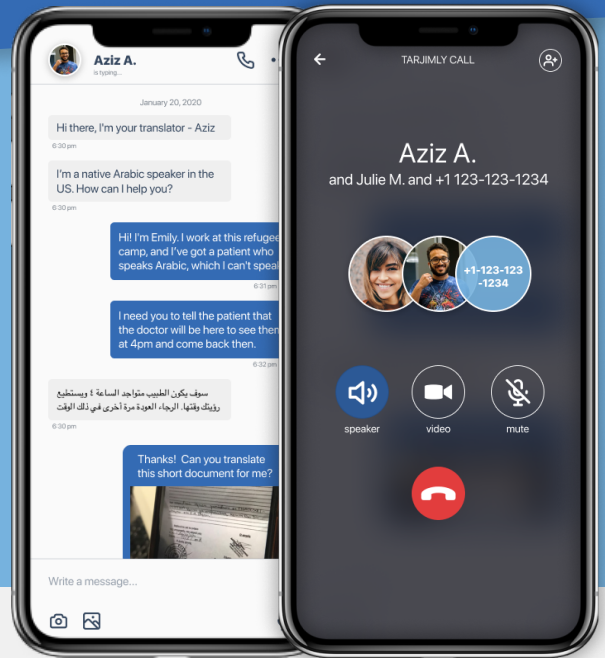 Aziz A.
is typing...
January 20, 2020
Hi there, I'm your translator - Aziz
6:30 pm
I'm a native Arabic speaker in the
US. How can I help you?
6:30 pm
Hi! I'm Emily. I work at this refugee
camp, and I've got a patient who
speaks Arabic, which I can't speak
6:31 pm
I need you to tell the patient that
the doctor will be here to see them
at 4pm and come back then.
6:32 pm
سوف يكون الطبيب متواجد الساعة ٤ ويستطيع
رؤيتك وقتها. الرجاء العودة مرة أخرى في ذلك الوقت
6:30 pm
Thanks! Can you translate
this short document for me?
Write a message...
TARJIMLY CALL
Aziz A.
and Julie M. and +1 123-123-1234
+1-123-123
-1234
speaker
video
mute